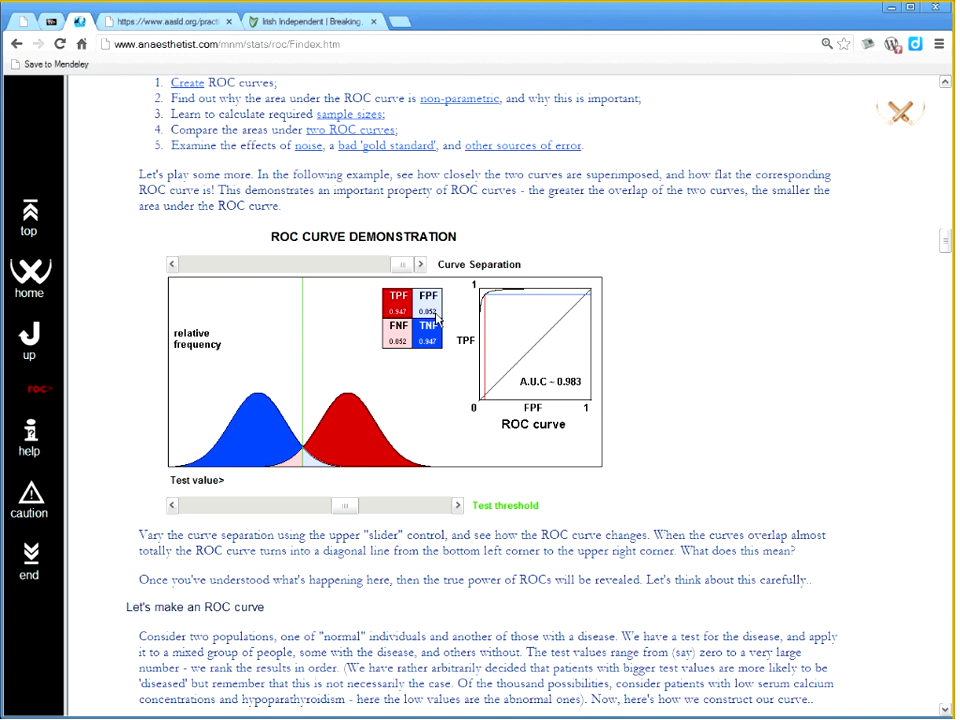 https://www.aasld.org/pract
Irish Independent | Breaking
www.anaesthetist.com/mnm/stats/roc/Findex.htm
Save to Mendeley
1. Create ROC curves;
2. Find out why the area under the ROC curve is non-parametric, and why this is important;
3. Learn to calculate required sample sizes;
4. Compare the areas under two ROC curves;
5. Examine the effects of noise, a bad 'gold standard', and other sources of error.
Let's play some more. In the following example, see how closely the two curves are superimposed, and how flat the corresponding
ROC curve is! This demonstrates an important property of ROC curves - the greater the overlap of the two curves, the smaller the
area under the ROC curve.
top
home
up
roc>
help
caution
end
ROC CURVE DEMONSTRATION
Curve Separation
relative
frequency
TPF FPF
0.947 0.052
FNF TNF
0.052 0.947
1
TPF
A.U.C ~ 0.983
0 FPF 1
ROC curve
Test value>
Test threshold
Vary the curve separation using the upper "slider" control, and see how the ROC curve changes. When the curves overlap almost
totally the ROC curve turns into a diagonal line from the bottom left corner to the upper right corner. What does this mean?
Once you've understood what's happening here, then the true power of ROCs will be revealed. Let's think about this carefully..
Let's make an ROC curve
Consider two populations, one of "normal" individuals and another of those with a disease. We have a test for the disease, and apply
it to a mixed group of people, some with the disease, and others without. The test values range from (say) zero to a very large
number - we rank the results in order. (We have rather arbitrarily decided that patients with bigger test values are more likely to be
'diseased' but remember that this is not necessarily the case. Of the thousand possibilities, consider patients with low serum calcium
concentrations and hypoparathyroidism - here the low values are the abnormal ones). Now, here's how we construct our curve..